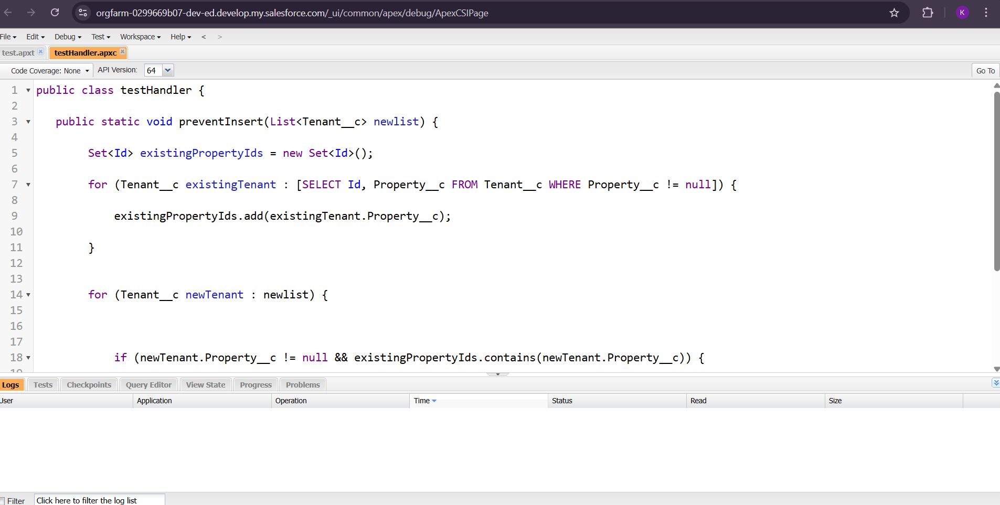 orgfarm-0299669b07-dev-ed.develop.my.salesforce.com/_ui/common/apex/debug/ApexCSIPage
K
File Edit Debug Test Workspace Help < >
test.apxt testHandler.apxc
Code Coverage: None API Version: 64 Go To
1 public class testHandler {
2
3 public static void preventInsert(List<Tenant__c> newlist) {
4
5 Set<Id> existingPropertyIds = new Set<Id>();
6
7 for (Tenant__c existingTenant : [SELECT Id, Property__c FROM Tenant__c WHERE Property__c != null]) {
8
9 existingPropertyIds.add(existingTenant.Property__c);
10
11 }
12
13
14 for (Tenant__c newTenant : newlist) {
15
16
17
18 if (newTenant.Property__c != null && existingPropertyIds.contains(newTenant.Property__c)) {
19
Logs Tests Checkpoints Query Editor View State Progress Problems
User Application Operation Time Status Read Size
Filter Click here to filter the log list